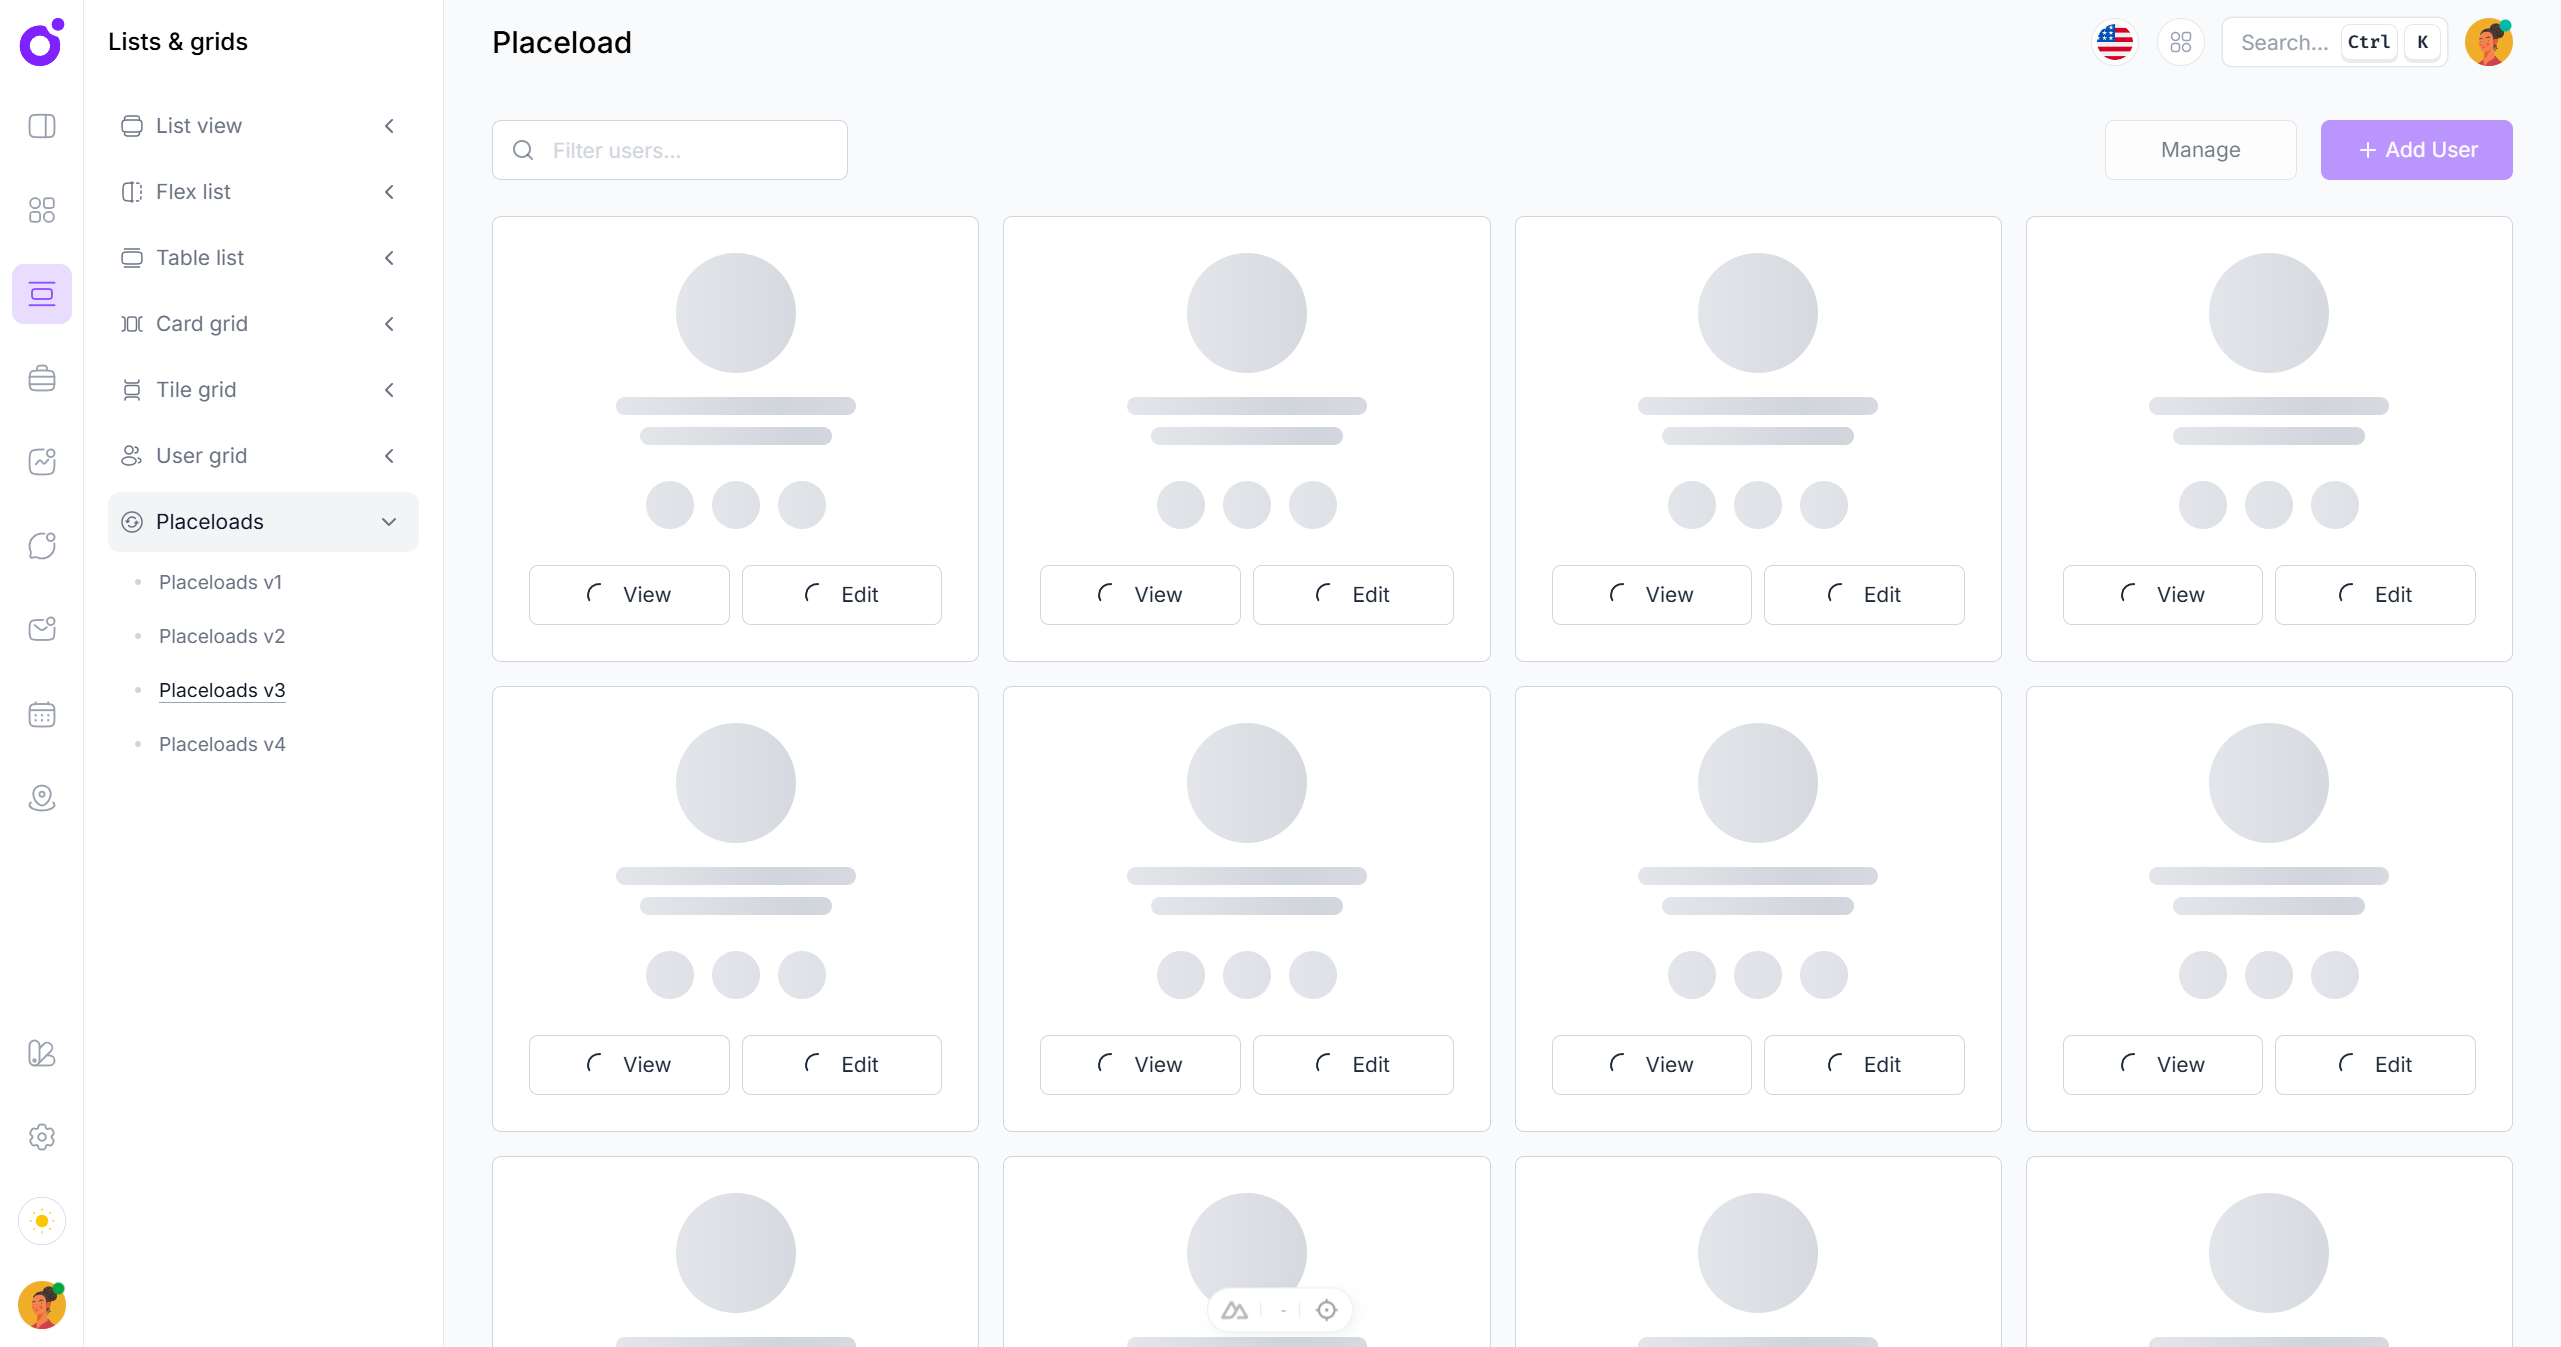 Lists & grids
List view
Flex list
Table list
Card grid
Tile grid
User grid
Placeloads
Placeloads v1
Placeloads v2
Placeloads v3
Placeloads v4
Placeload
Search...
Ctrl
K
Filter users...
Manage
Add User
View
Edit
View
Edit
View
Edit
View
Edit
View
Edit
View
Edit
View
Edit
View
Edit
-